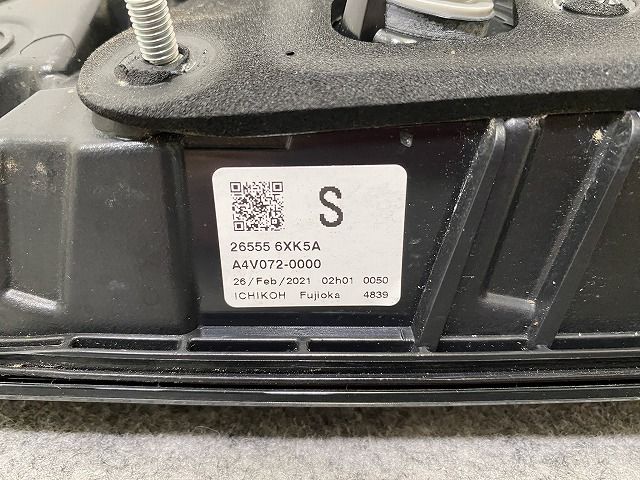 S
26555 6XK5A
A4V072-0000
26/Feb/2021 02h01 0050
ICHIKOH Fujioka 4839